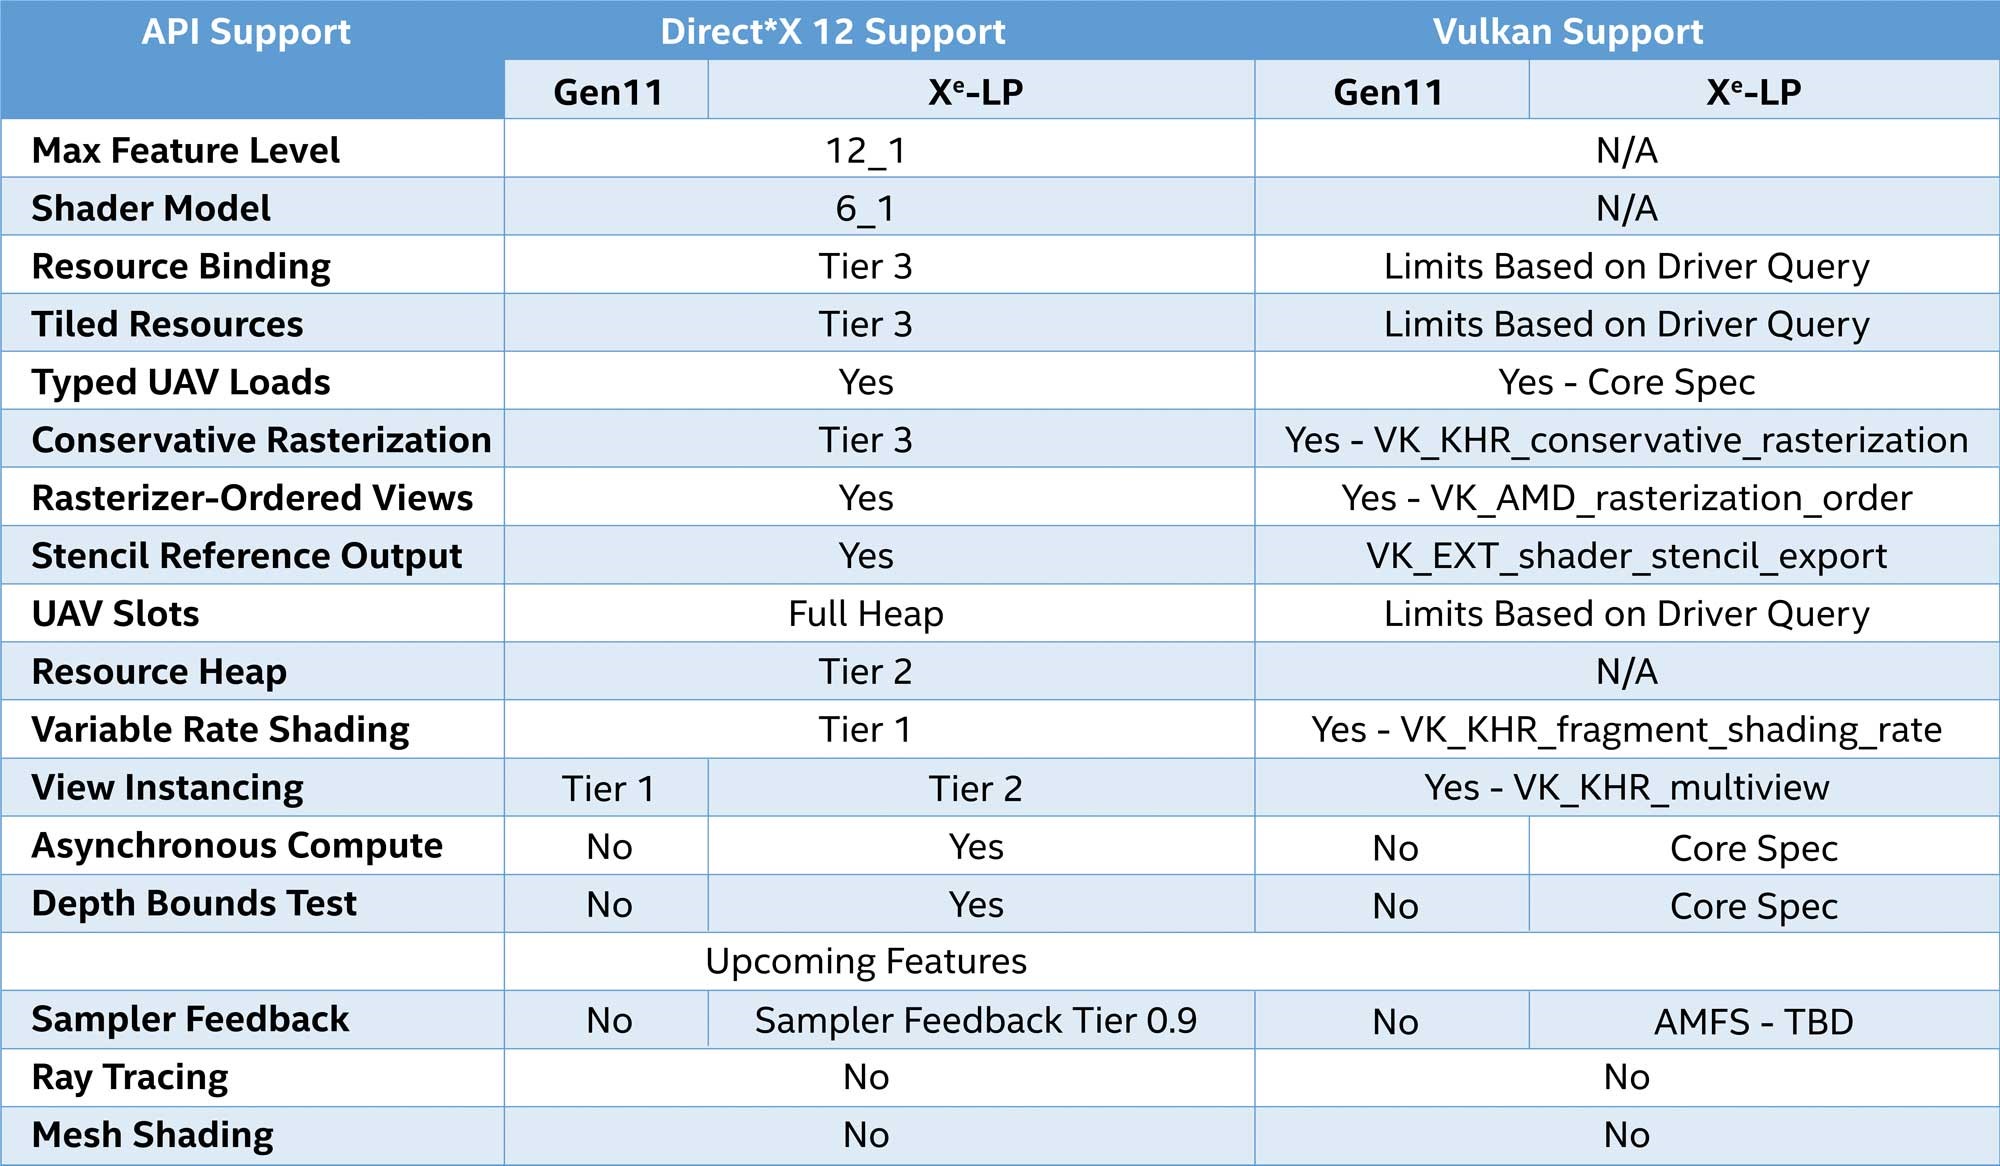 API Support Direct*X 12 Support Vulkan Support
Gen11 Xᵉ-LP Gen11 Xᵉ-LP
Max Feature Level 12_1 N/A
Shader Model 6_1 N/A
Resource Binding Tier 3 Limits Based on Driver Query
Tiled Resources Tier 3 Limits Based on Driver Query
Typed UAV Loads Yes Yes - Core Spec
Conservative Rasterization Tier 3 Yes - VK_KHR_conservative_rasterization
Rasterizer-Ordered Views Yes Yes - VK_AMD_rasterization_order
Stencil Reference Output Yes VK_EXT_shader_stencil_export
UAV Slots Full Heap Limits Based on Driver Query
Resource Heap Tier 2 N/A
Variable Rate Shading Tier 1 Yes - VK_KHR_fragment_shading_rate
View Instancing Tier 1 Tier 2 Yes - VK_KHR_multiview
Asynchronous Compute No Yes No Core Spec
Depth Bounds Test No Yes No Core Spec
Upcoming Features
Sampler Feedback No Sampler Feedback Tier 0.9 No AMFS - TBD
Ray Tracing No No
Mesh Shading No No